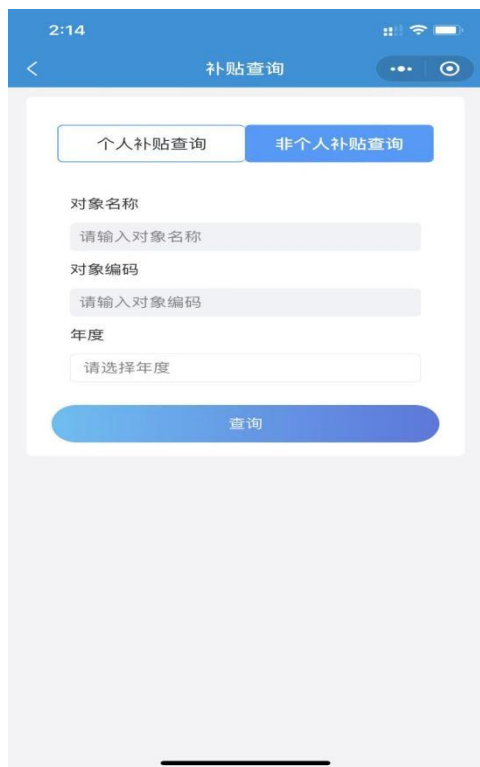 2:14
补贴查询
个人补贴查询
非个人补贴查询
对象名称
请输入对象名称
对象编码
请输入对象编码
年度
请选择年度
查询